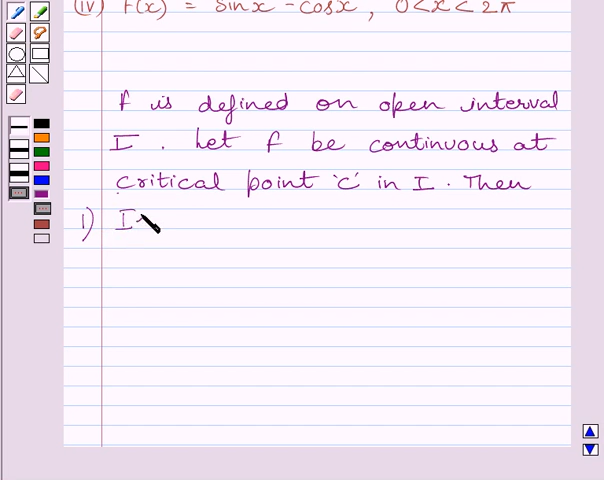 (iv) f(x) = Sinx - Cosx, 0<x<2π
f is defined on open interval
I. Let f be continuous at
critical point 'C' in I. Then
1) I